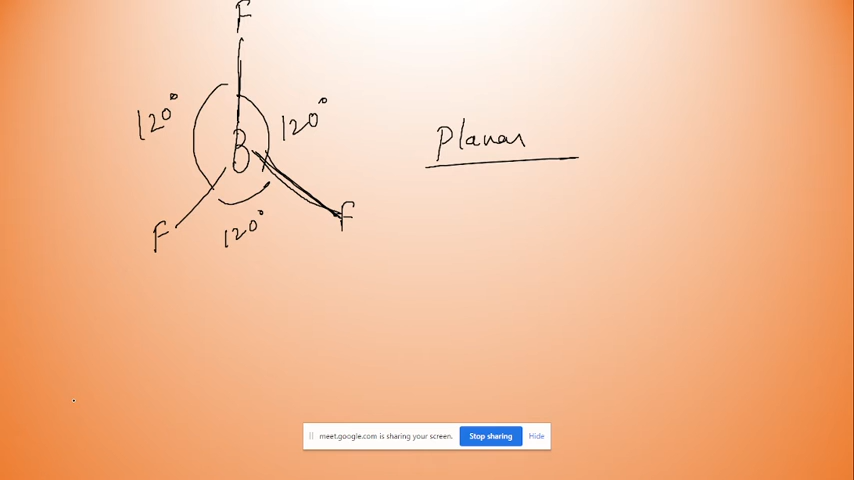 F
120°
120°
B
Planar
F
120°
F
meet.google.com is sharing your screen.
Stop sharing
Hide